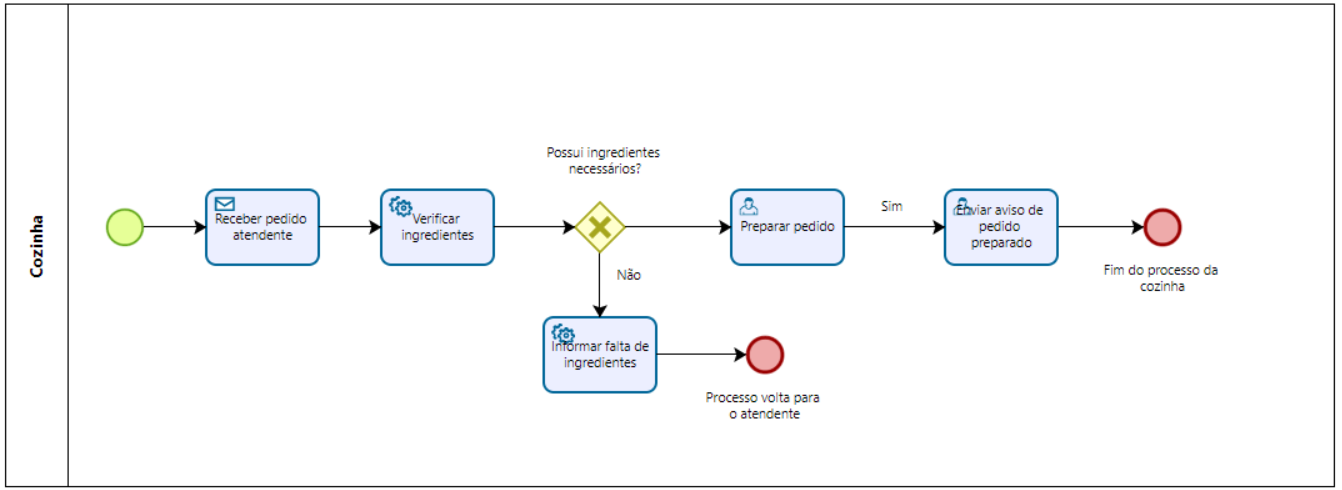 Cozinha
Possui ingredientes
necessários?
Receber pedido
atendente
Verificar
ingredientes
Preparar pedido
Sim
Enviar aviso de
pedido
preparado
Fim do processo da
cozinha
Não
Informar falta de
ingredientes
Processo volta para
o atendente